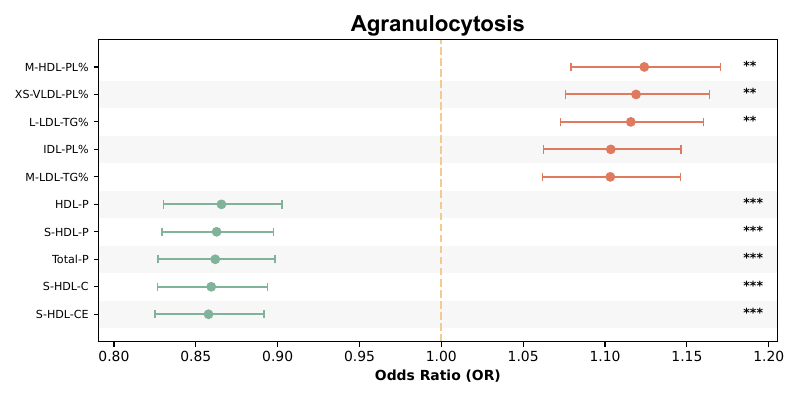 Agranulocytosis
M-HDL-PL% **
XS-VLDL-PL% **
L-LDL-TG% **
IDL-PL%
M-LDL-TG%
HDL-P ***
S-HDL-P ***
Total-P ***
S-HDL-C ***
S-HDL-CE ***
0.80 0.85 0.90 0.95 1.00 1.05 1.10 1.15 1.20
Odds Ratio (OR)